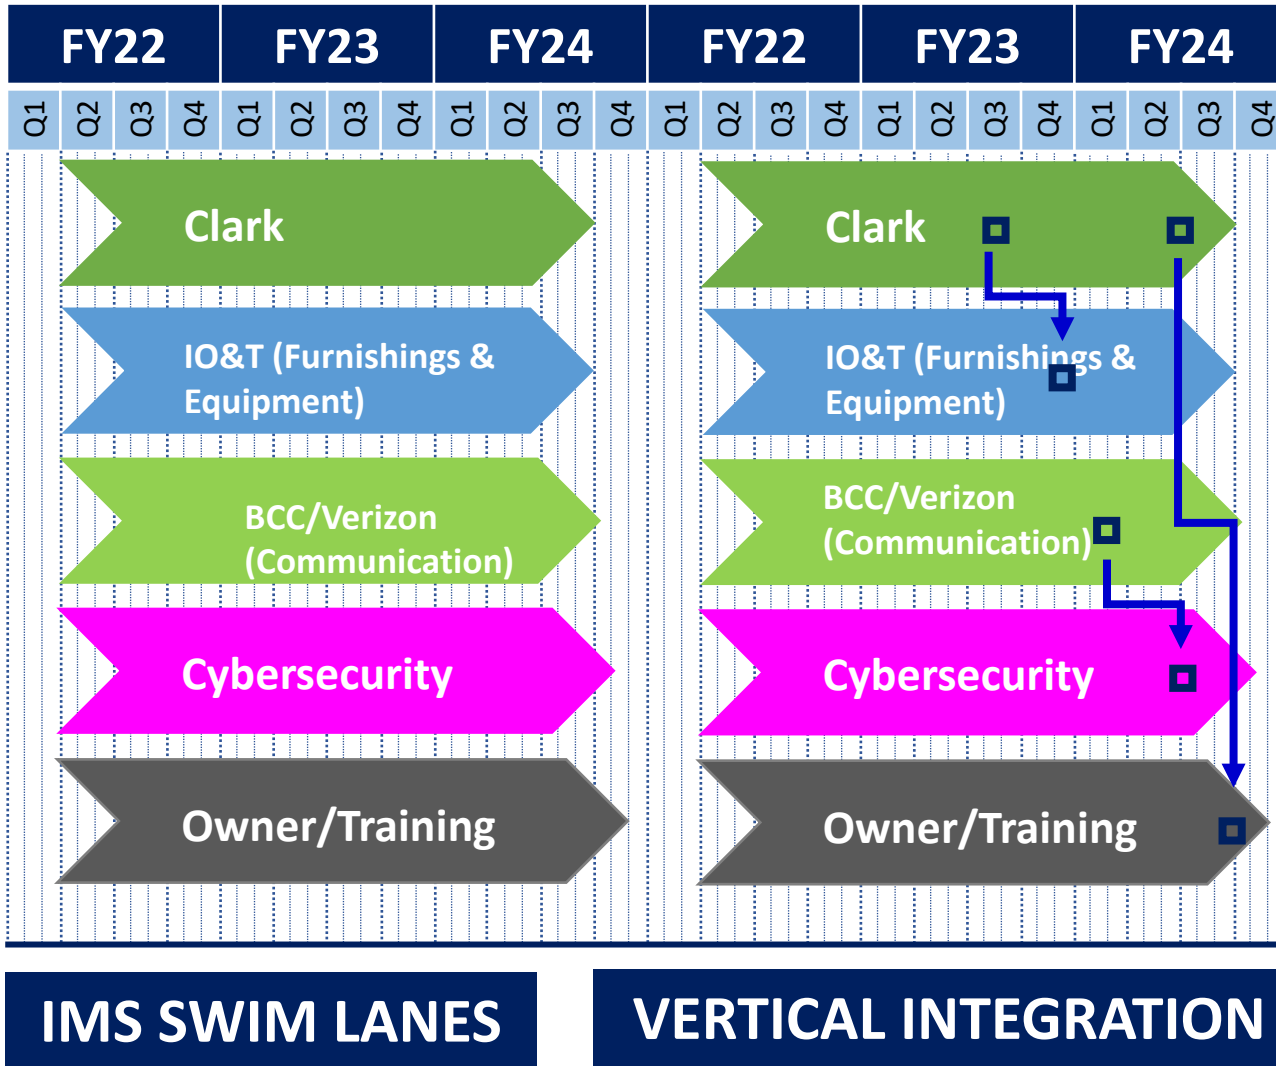 FY22 FY23 FY24 FY22 FY23 FY24
Q1 Q2 Q3 Q4 Q1 Q2 Q3 Q4 Q1 Q2 Q3 Q4 Q1 Q2 Q3 Q4 Q1 Q2 Q3 Q4 Q1 Q2 Q3 Q4
Clark
IO&T (Furnishings &
Equipment)
BCC/Verizon
(Communication)
Cybersecurity
Owner/Training
IMS SWIM LANES
Clark
IO&T (Furnishings &
Equipment)
BCC/Verizon
(Communication)
Cybersecurity
Owner/Training
VERTICAL INTEGRATION